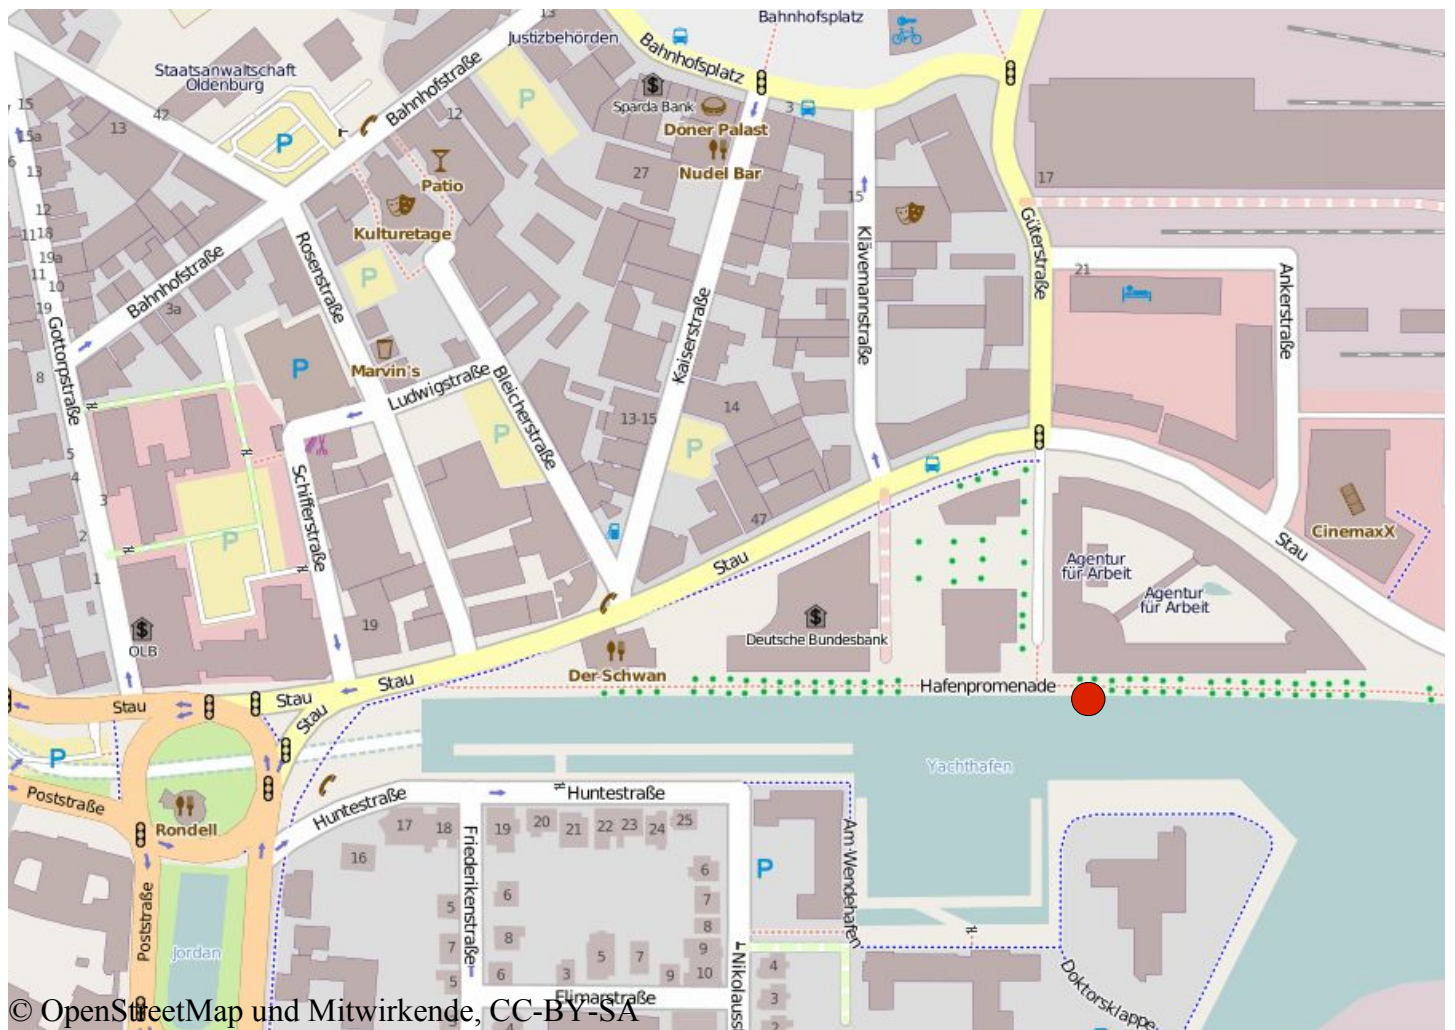 13
Bahnhofsplatz
Justizbehörden
Bahnhofsplatz
Staatsanwaltschaft
Oldenburg
Bahnhofstraße
P
Sparda Bank
3
15
42
13
12
P
Döner Palast
15a
6
13
27
Nudel Bar
17
Patio
15
12
Kulturetage
Güterstraße
11
18
19a
11
10
19
Bahnhofstraße
3a
Rosenstraße
P
Klävemannstraße
21
Ankerstraße
Gottorpstraße
Kaiserstraße
8
P
Marvin's
Ludwigstraße
Bleicherstraße
13-15
14
P
P
5
4
3
2
1
Schifferstraße
P
47
Stau
CinemaxX
Stau
Agentur
für Arbeit
Agentur
für Arbeit
19
OLB
Deutsche Bundesbank
Der Schwan
Hafenpromenade
Stau
Stau
Stau
Stau
P
Yachthafen
Poststraße
Rondell
Huntestraße
Huntestraße
17
18
19
20
21
22
23
24
25
16
Friederikenstraße
Am Wendehafen
P
6
5
6
7
8
7
8
9
10
5
7
9
3
6
5
Poststraße
Jordan
Nikolauss
4
3
2
Elimarstraße
4
Doktorsklappe
© OpenStreetMap und Mitwirkende, CC-BY-SA